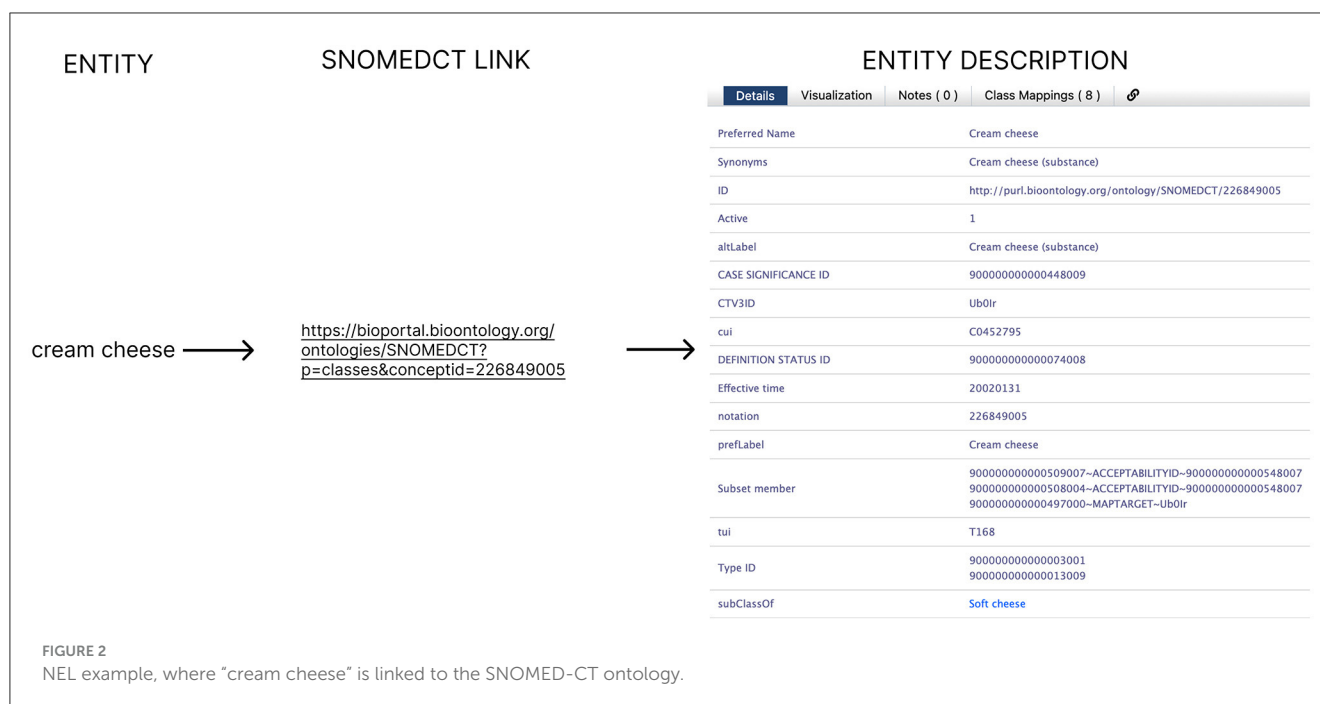 ENTITY
SNOMEDCT LINK
ENTITY DESCRIPTION
Details Visualization Notes ( 0 ) Class Mappings ( 8 )
Preferred Name Cream cheese
Synonyms Cream cheese (substance)
ID http://purl.bioontology.org/ontology/SNOMEDCT/226849005
Active 1
altLabel Cream cheese (substance)
CASE SIGNIFICANCE ID 900000000000448009
CTV3ID Ub0Ir
cui C0452795
DEFINITION STATUS ID 900000000000074008
Effective time 20020131
notation 226849005
prefLabel Cream cheese
Subset member 900000000000509007~ACCEPTABILITYID~900000000000548007
900000000000508004~ACCEPTABILITYID~900000000000548007
900000000000497000~MAPTARGET~Ub0Ir
tui T168
Type ID 900000000000003001
900000000000013009
subClassOf Soft cheese
cream cheese
https://bioportal.bioontology.org/
ontologies/SNOMEDCT?
p=classes&conceptid=226849005
FIGURE 2
NEL example, where “cream cheese” is linked to the SNOMED-CT ontology.